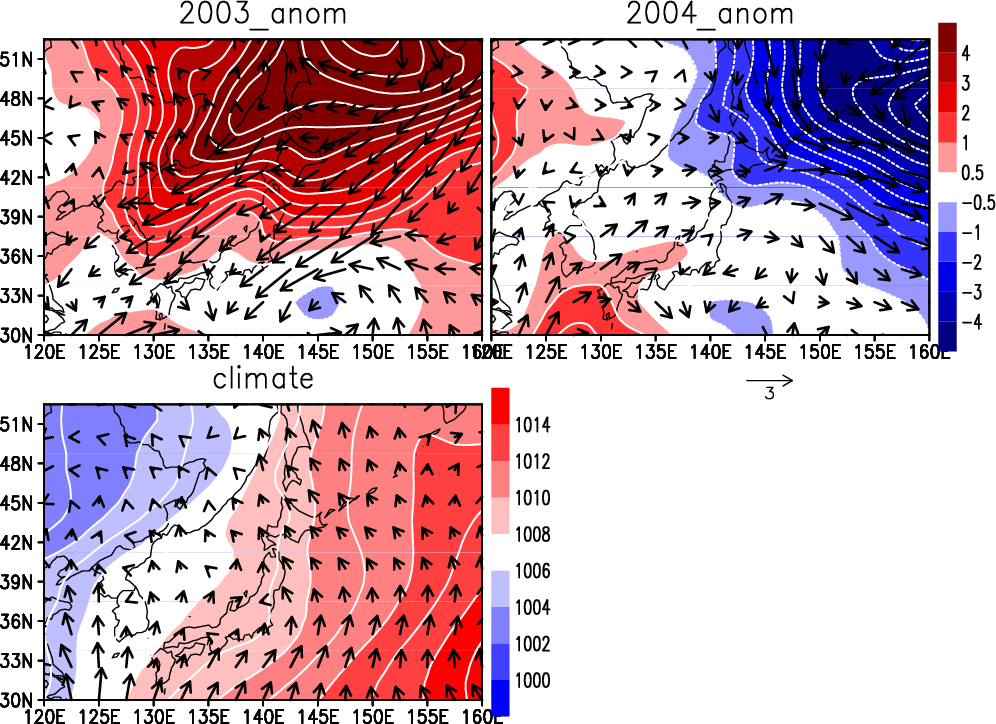 2003_anom
2004_anom
51N
48N
45N
42N
39N
36N
33N
30N
120E 125E 130E 135E 140E 145E 150E 155E
125E 130E 135E 140E 145E 150E 155E 160E
4
3
2
1
0.5
-0.5
-1
-2
-3
-4
3
climate
51N
48N
45N
42N
39N
36N
33N
30N
120E 125E 130E 135E 140E 145E 150E 155E 160E
1014
1012
1010
1008
1006
1004
1002
1000